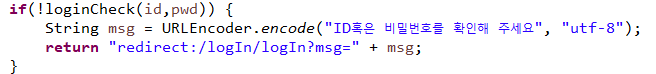 if(!loginCheck(id,pwd)) {
    String msg = URLEncoder.encode("ID혹은 비밀번호를 확인해 주세요", "utf-8");
    return "redirect:/logIn/logIn?msg=" + msg;
}